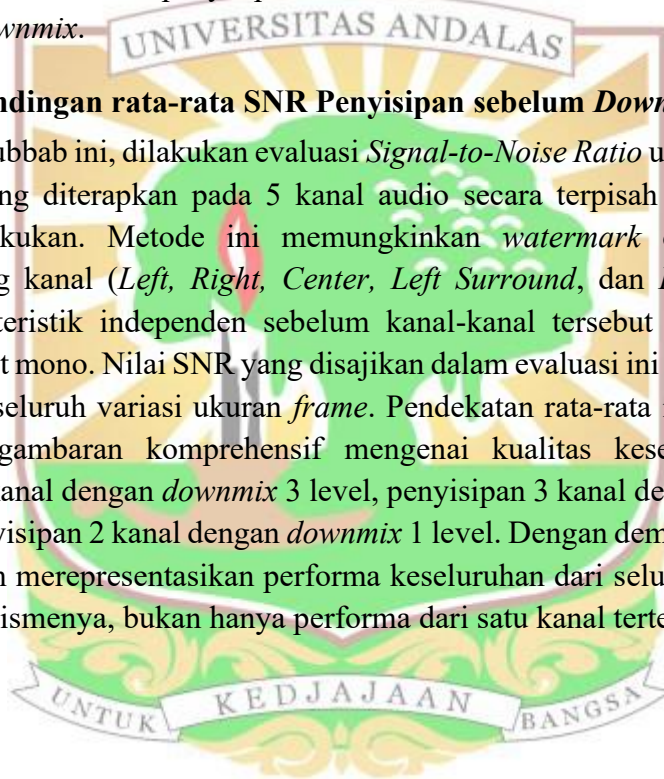 wnmix.
UNIVERSITAS ANDALAS
ndingan rata-rata SNR Penyisipan sebelum Down
ubbab ini, dilakukan evaluasi Signal-to-Noise Ratio u
ng diterapkan pada 5 kanal audio secara terpisah
kukan. Metode ini memungkinkan watermark
g kanal (Left, Right, Center, Left Surround, dan
teristik independen sebelum kanal-kanal tersebut
t mono. Nilai SNR yang disajikan dalam evaluasi ini
seluruh variasi ukuran frame. Pendekatan rata-rata
gambaran komprehensif mengenai kualitas kese
kanal dengan downmix 3 level, penyisipan 3 kanal de
yisipan 2 kanal dengan downmix 1 level. Dengan dem
n merepresentasikan performa keseluruhan dari selu
ismenya, bukan hanya performa dari satu kanal terte
UNTUK KEDJAJAAN BANGSA